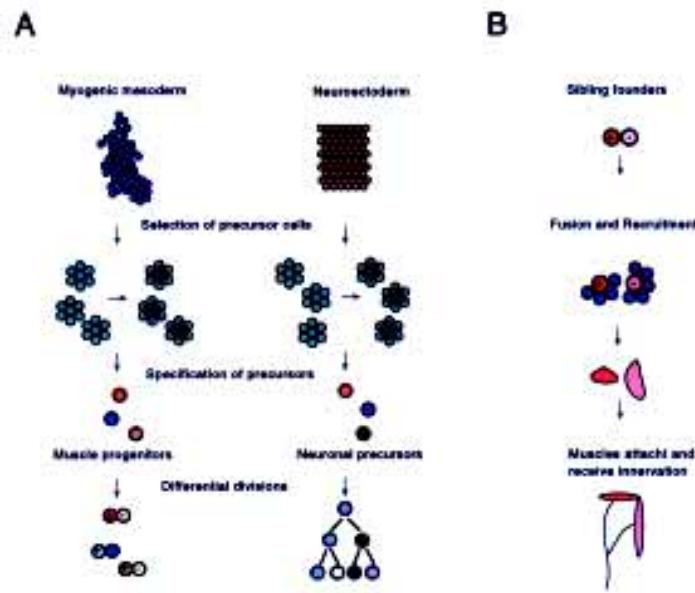 A
B
Myogenic mesoderm
Neuroectoderm
Selection of precursor cells
Specification of precursors
Muscle progenitors
Neuronal precursors
Differential divisions
Sibling founders
Fusion and Recruitment
Muscles attachl and
receive innervation